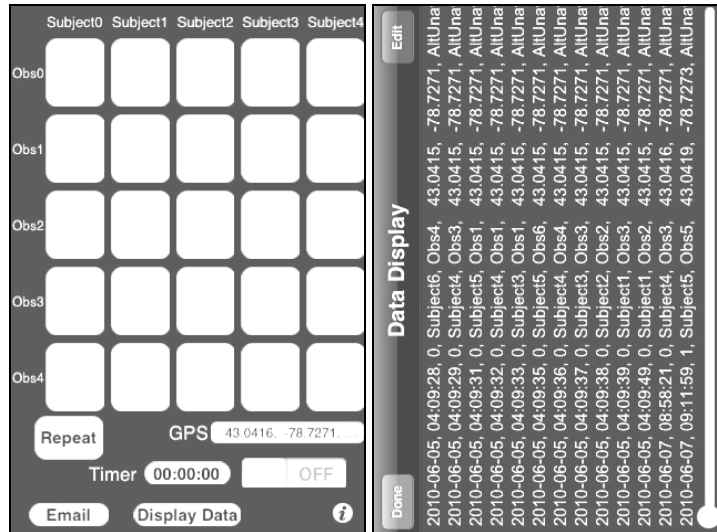 Subject0 Subject1 Subject2 Subject3 Subject4
Obs0
Obs1
Obs2
Obs3
Obs4
Repeat GPS 43.0416, -78.7271, ...
Timer 00:00:00 OFF
Email Display Data i
Done Data Display Edit
2010-06-05, 04:09:28, 0, Subject6, Obs4, 43.0415, -78.7271, AltUna
2010-06-05, 04:09:29, 0, Subject4, Obs3, 43.0415, -78.7271, AltUna
2010-06-05, 04:09:31, 0, Subject5, Obs1, 43.0415, -78.7271, AltUna
2010-06-05, 04:09:32, 0, Subject4, Obs1, 43.0415, -78.7271, AltUna
2010-06-05, 04:09:33, 0, Subject3, Obs1, 43.0415, -78.7271, AltUna
2010-06-05, 04:09:35, 0, Subject5, Obs6, 43.0415, -78.7271, AltUna
2010-06-05, 04:09:36, 0, Subject4, Obs4, 43.0415, -78.7271, AltUna
2010-06-05, 04:09:37, 0, Subject3, Obs3, 43.0415, -78.7271, AltUna
2010-06-05, 04:09:38, 0, Subject2, Obs2, 43.0415, -78.7271, AltUna
2010-06-05, 04:09:39, 0, Subject1, Obs3, 43.0415, -78.7271, AltUna
2010-06-05, 04:09:49, 0, Subject1, Obs2, 43.0415, -78.7271, AltUna
2010-06-07, 08:58:21, 0, Subject4, Obs3, 43.0416, -78.7271, AltUna
2010-06-07, 09:11:59, 1, Subject5, Obs5, 43.0419, -78.7273, AltUna